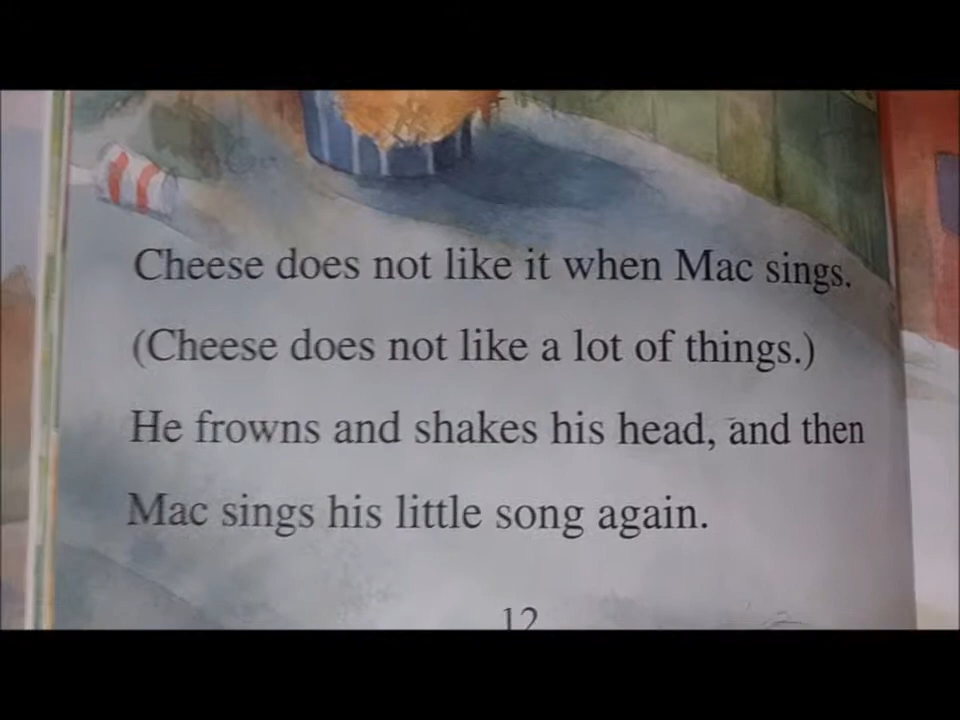 Cheese does not like it when Mac sings.
(Cheese does not like a lot of things.)
He frowns and shakes his head, and then
Mac sings his little song again.
12